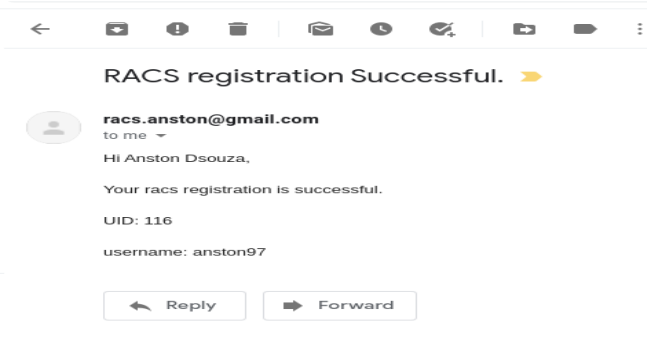 RACS registration Successful.
racs.anston@gmail.com
to me
Hi Anston Dsouza,
Your racs registration is successful.
UID: 116
username: anston97
Reply
Forward